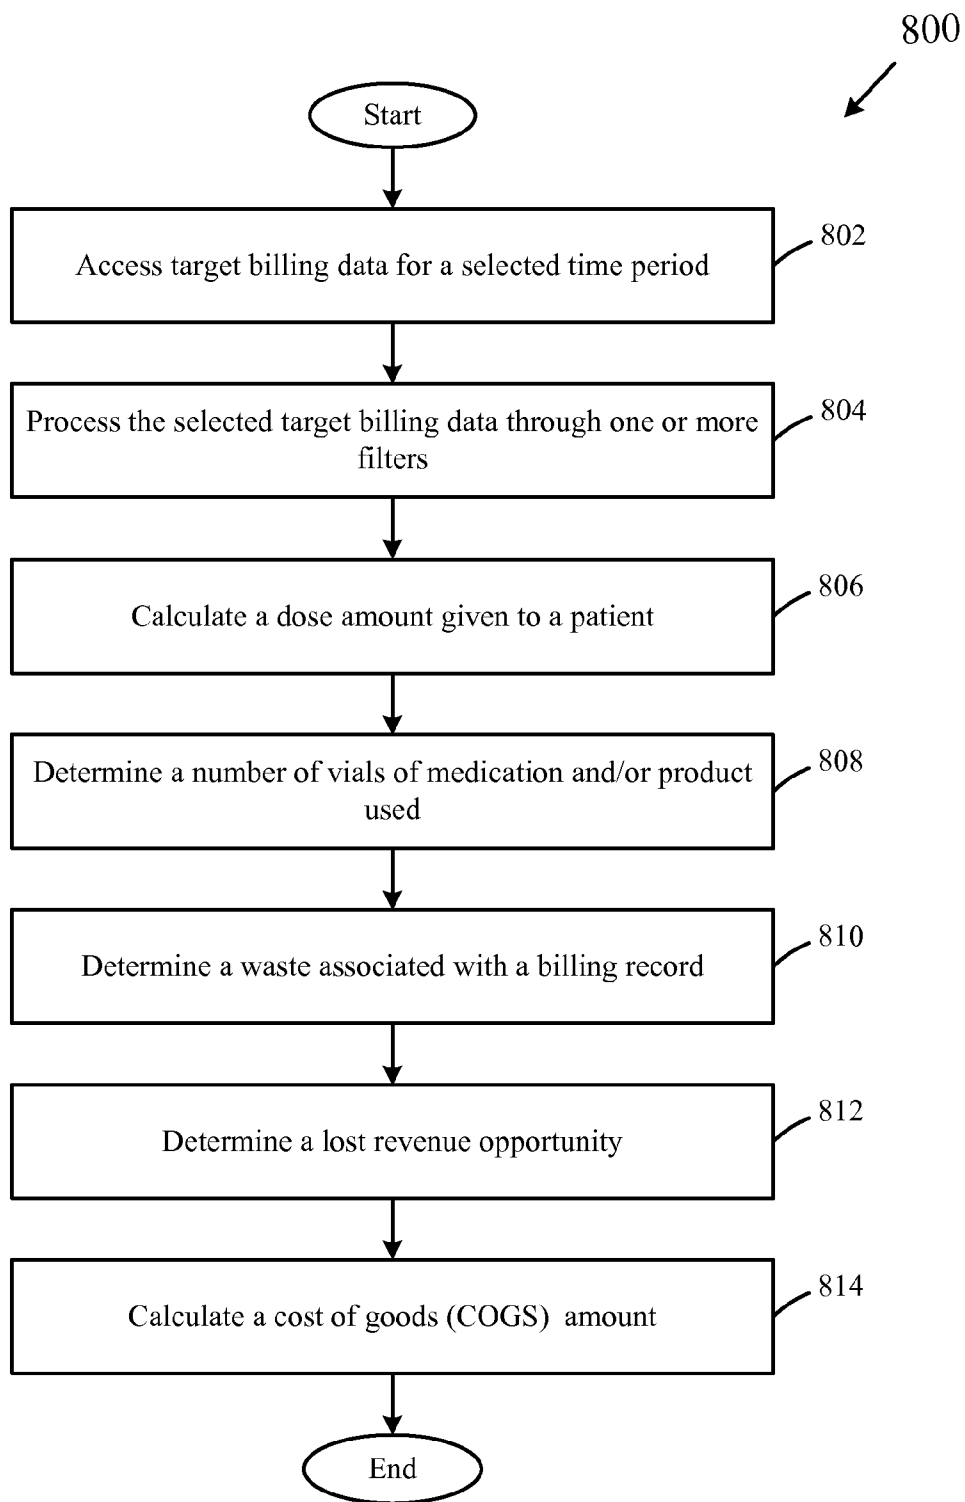 800
Start
802
Access target billing data for a selected time period
804
Process the selected target billing data through one or more
filters
806
Calculate a dose amount given to a patient
808
Determine a number of vials of medication and/or product
used
810
Determine a waste associated with a billing record
812
Determine a lost revenue opportunity
814
Calculate a cost of goods (COGS) amount
End